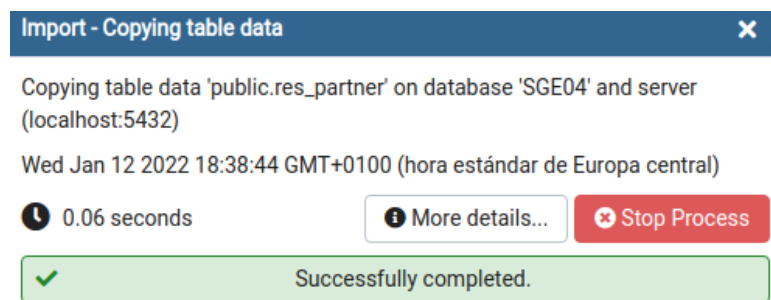 Import - Copying table data
Copying table data 'public.res_partner' on database 'SGE04' and server
(localhost:5432)
Wed Jan 12 2022 18:38:44 GMT+0100 (hora estándar de Europa central)
0.06 seconds
More details...
Stop Process
Successfully completed.